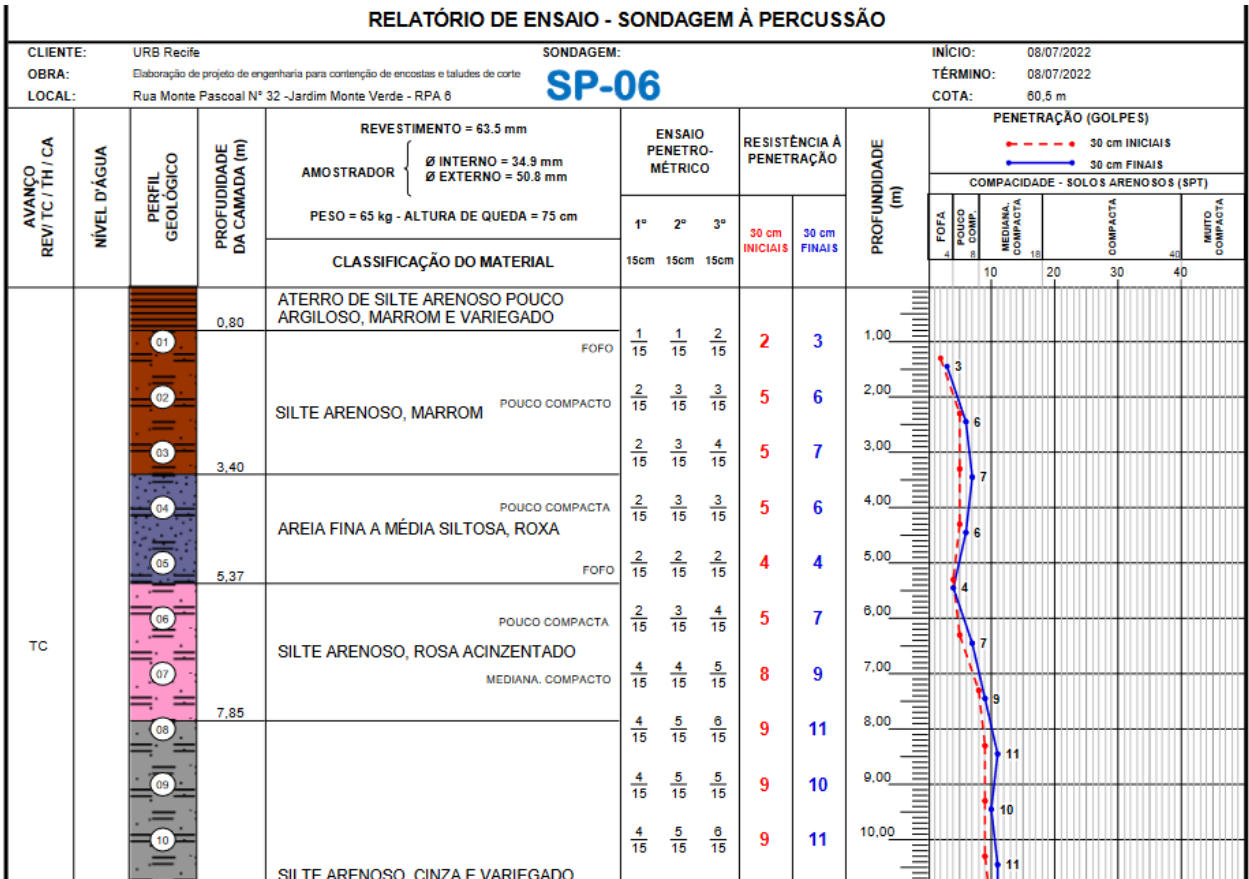 RELATÓRIO DE ENSAIO - SONDAGEM À PERCUSSÃO
CLIENTE: URB Recife
OBRA: Elaboração de projeto de engenharia para contenção de encostas e taludes de corte
LOCAL: Rua Monte Pascoal N° 32 -Jardim Monte Verde - RPA 6
SONDAGEM:
SP-06
INÍCIO: 08/07/2022
TÉRMINO: 08/07/2022
COTA: 60,5 m
AVANÇO
REV/ TC / TH / CA
NÍVEL D'ÁGUA
PERFIL
GEOLÓGICO
PROFUDIDADE
DA CAMADA (m)
REVESTIMENTO = 63.5 mm
AMOSTRADOR
Ø INTERNO = 34.9 mm
Ø EXTERNO = 50.8 mm
PESO = 65 kg - ALTURA DE QUEDA = 75 cm
CLASSIFICAÇÃO DO MATERIAL
ENSAIO
PENETRO-
MÉTRICO
1º 2º 3º
15cm 15cm 15cm
RESISTÊNCIA À
PENETRAÇÃO
30 cm
INICIAIS
30 cm
FINAIS
PROFUNDIDADE
(m)
PENETRAÇÃO (GOLPES)
30 cm INICIAIS
30 cm FINAIS
COMPACIDADE - SOLOS ARENOSOS (SPT)
FOFA
POUCO
COMP.
MEDIANA.
COMPACTA
COMPACTA
MUITO
COMPACTA
4 8 18 40
10 20 30 40
TC
ATERRO DE SILTE ARENOSO POUCO
ARGILOSO, MARROM E VARIEGADO
0,80
01 FOFO 1/15 1/15 2/15 2 3 1,00 3
02 POUCO COMPACTO 2/15 3/15 3/15 5 6 2,00 6
SILTE ARENOSO, MARROM
03 2/15 3/15 4/15 5 7 3,00 7
3,40
04 POUCO COMPACTA 2/15 3/15 3/15 5 6 4,00 6
AREIA FINA A MÉDIA SILTOSA, ROXA
05 FOFO 2/15 2/15 2/15 4 4 5,00 4
5,37
06 POUCO COMPACTA 2/15 3/15 4/15 5 7 6,00 7
SILTE ARENOSO, ROSA ACINZENTADO
07 MEDIANA. COMPACTO 4/15 4/15 5/15 8 9 7,00 9
7,85
08 4/15 5/15 6/15 9 11 8,00 11
09 4/15 5/15 5/15 9 10 9,00 10
10 4/15 5/15 6/15 9 11 10,00 11
SILTE ARENOSO, CINZA E VARIEGADO